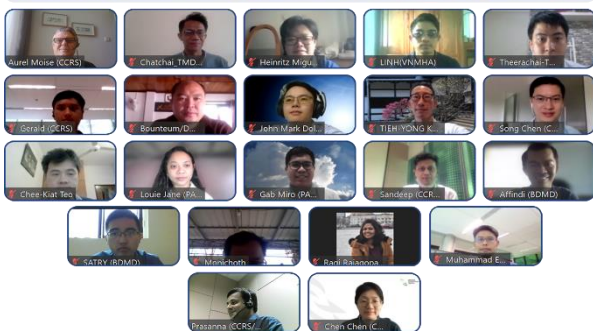 Aurel Moise (CCRS)
Chatchai_TMD...
Heinritz Migu...
LINH(VNMHA)
Theerachai-T...
Gerald (CCRS)
Bounteum/D...
John Mark Dol...
TIEH-YONG K...
Song Chen (C...
Chee-Kiat Teo
Louie Jane (PA...
Gab Miro (PA...
Sandeep (CCR...
Affindi (BDMD)
SATRY (BDMD)
Monichoth
Ragi Rajagopa...
Muhammad E...
Prasanna (CCRS/...
Chen Chen (C...